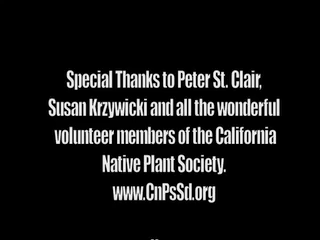 Special Thanks to Peter St. Clair,
Susan Krzywicki and all the wonderful
volunteer members of the California
Native Plant Society.
www.CnPsSd.org